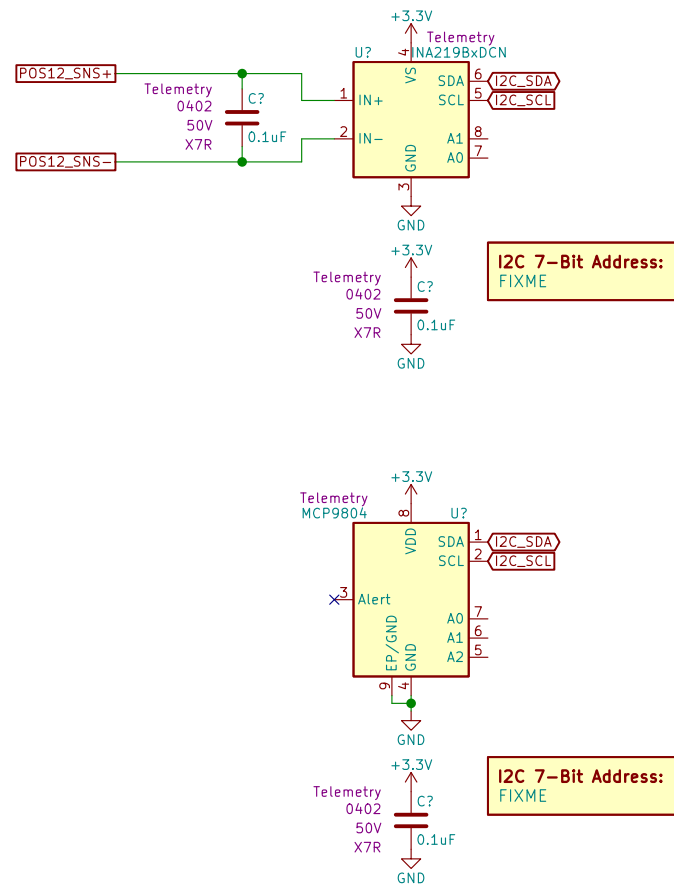 +3.3V
Telemetry
U? INA219BxDCN
4
VS
POS12_SNS+
SDA 6 I2C_SDA
Telemetry
C?
0402
1 IN+
SCL 5 I2C_SCL
50V
2 IN-
A1 8
X7R
0.1uF
A0 7
POS12_SNS-
GND
3
GND
+3.3V
I2C 7-Bit Address:
FIXME
Telemetry
C?
0402
50V
0.1uF
X7R
GND
+3.3V
Telemetry
MCP9804
8
U?
VDD
SDA 1 I2C_SDA
SCL 2 I2C_SCL
3 Alert
A0 7
A1 6
A2 5
EP/GND
GND
9
4
GND
+3.3V
I2C 7-Bit Address:
FIXME
Telemetry
C?
0402
50V
0.1uF
X7R
GND